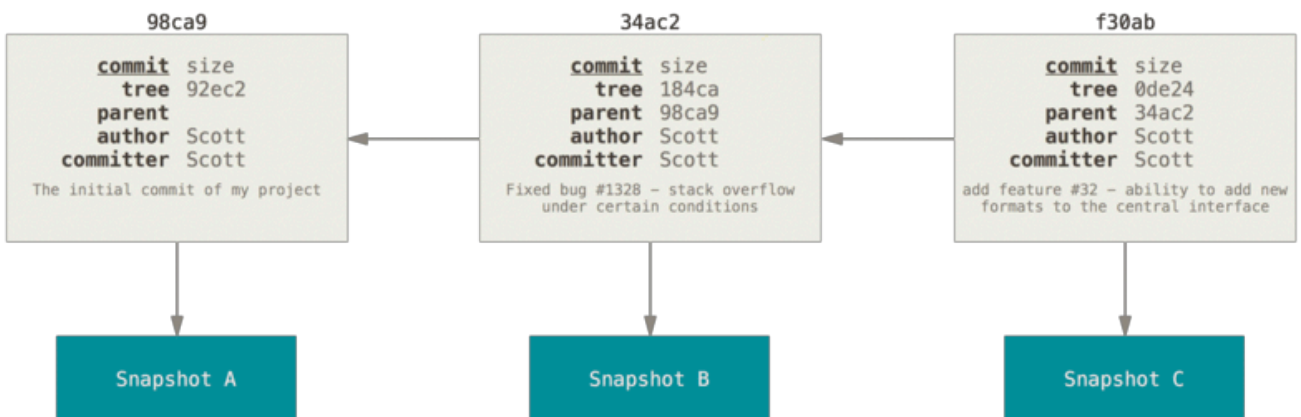 98ca9
commit size
tree 92ec2
parent
author Scott
committer Scott
The initial commit of my project
Snapshot A
34ac2
commit size
tree 184ca
parent 98ca9
author Scott
committer Scott
Fixed bug #1328 – stack overflow
under certain conditions
Snapshot B
f30ab
commit size
tree 0de24
parent 34ac2
author Scott
committer Scott
add feature #32 – ability to add new
formats to the central interface
Snapshot C